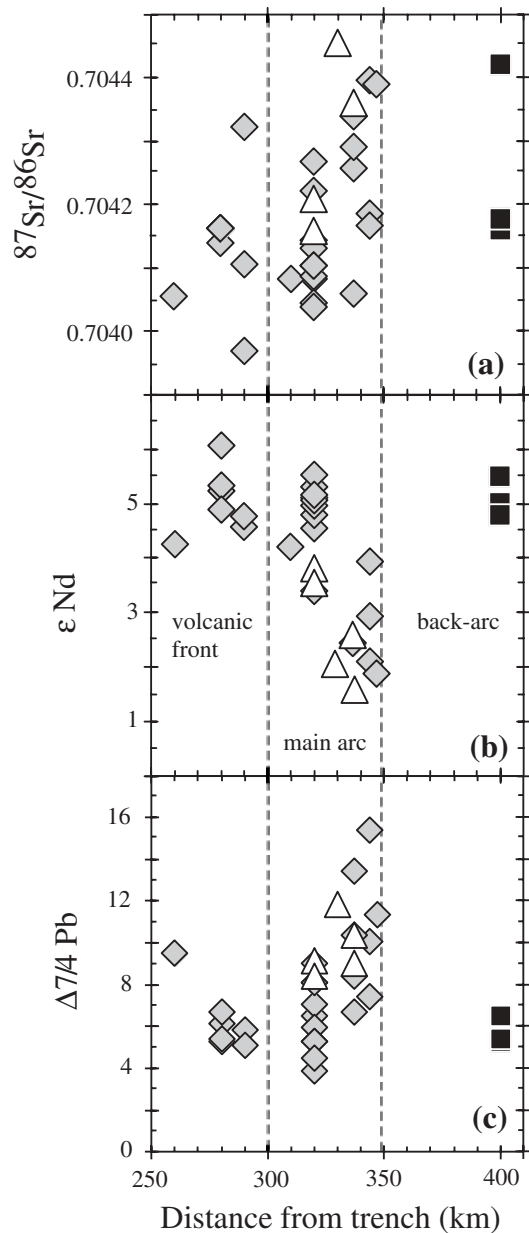 0.7044
0.7042
0.7040
87Sr/86Sr
(a)
5
3
1
ε Nd
volcanic
front
main arc
back-arc
(b)
16
12
8
4
0
Δ7/4 Pb
(c)
250 300 350 400
Distance from trench (km)